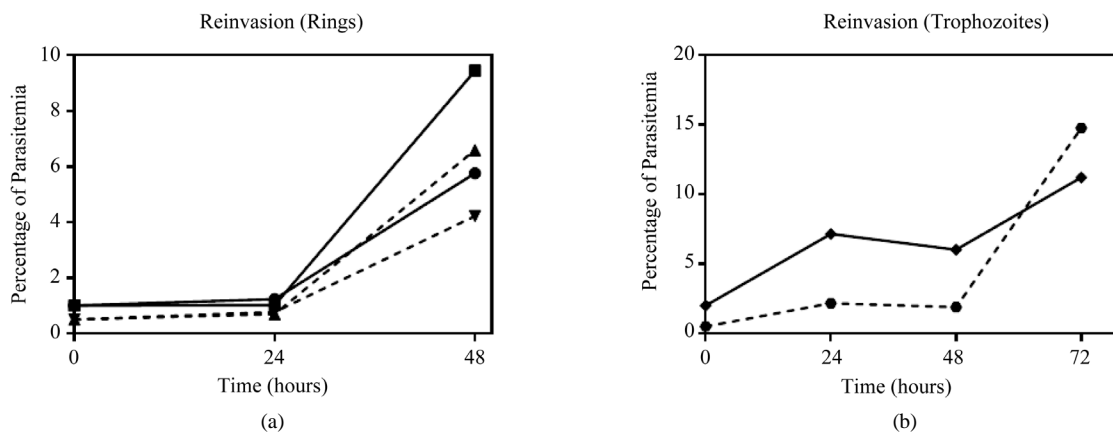 Reinvasion (Rings)
Percentage of Parasitemia
10
8
6
4
2
0
0 24 48
Time (hours)
(a)
Reinvasion (Trophozoites)
Percentage of Parasitemia
20
15
10
5
0
0 24 48 72
Time (hours)
(b)